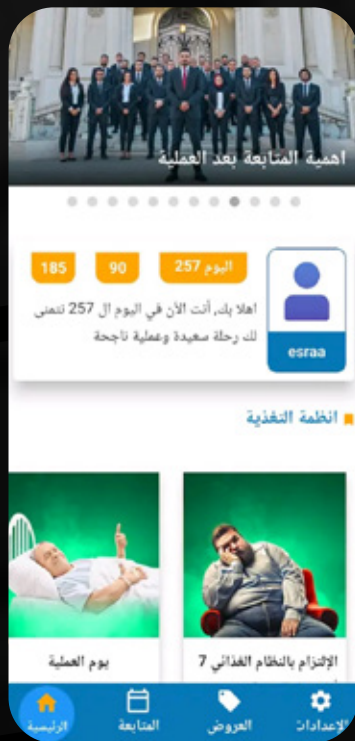 اهمية المتابعة بعد العملية
اليوم 257
90
185
اهلا بك, أنت الأن في اليوم ال 257 نتمنى
لك رحلة سعيدة وعملية ناجحة
esraa
انظمة التغذية
الإلتزام بالنظام الغذائي 7
يوم العملية
الإعدادات
العروض
المتابعة
الرئيسية